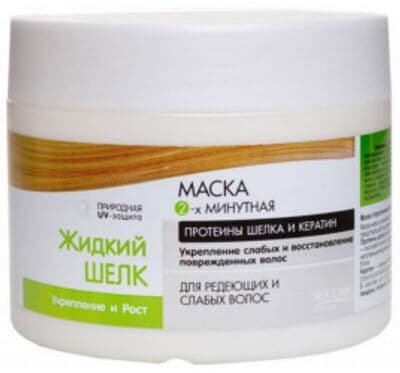 ПРИРОДНАЯ
UV-защита
Жидкий
ШЕЛК
Укрепление и Рост
МАСКА
2-х МИНУТНАЯ
ПРОТЕИНЫ ШЕЛКА И КЕРАТИН
Укрепление слабых и восстановление
поврежденных волос
ДЛЯ РЕДЕЮЩИХ И
СЛАБЫХ ВОЛОС